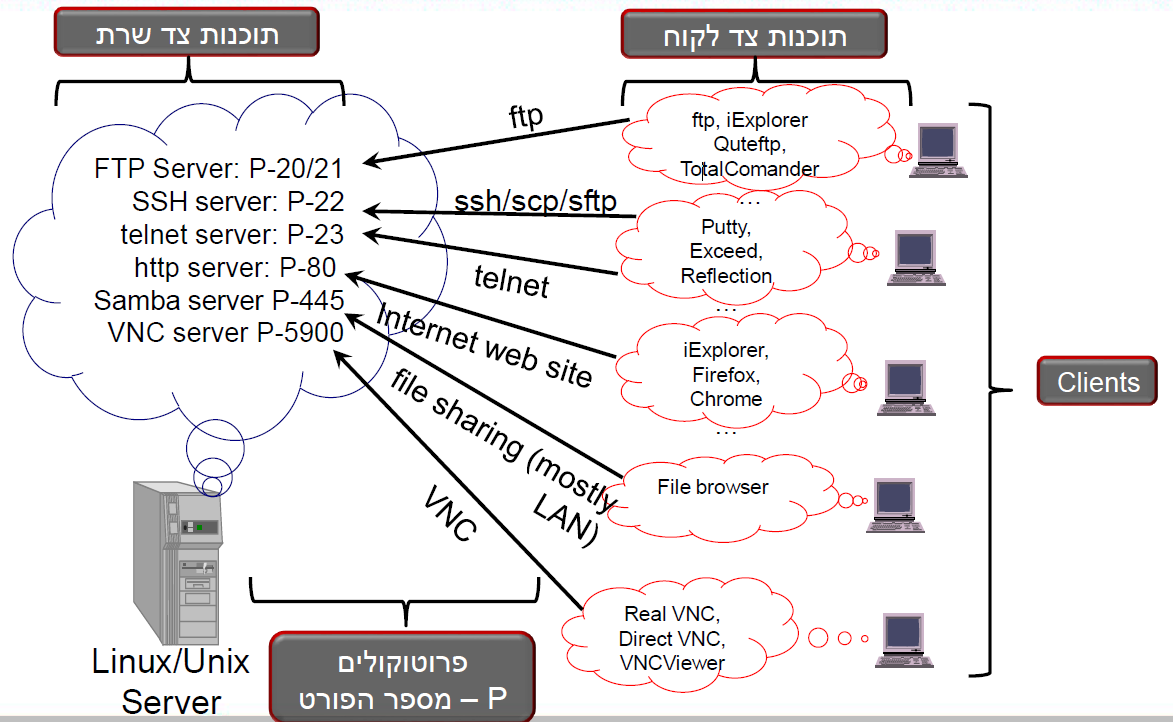 תוכנות צד שרת
תוכנות צד לקוח
ftp
ftp, iExplorer
Quteftp,
TotalComander
...
FTP Server: P-20/21
SSH server: P-22
telnet server: P-23
http server: P-80
Samba server P-445
VNC server P-5900
ssh/scp/sftp
Putty,
Exceed,
Reflection
...
telnet
Internet web site
iExplorer,
Firefox,
Chrome
...
Clients
file sharing (mostly
LAN)
File browser
VNC
Real VNC,
Direct VNC,
VNCViewer
Linux/Unix
Server
פרוטוקולים
P – מספר הפורט